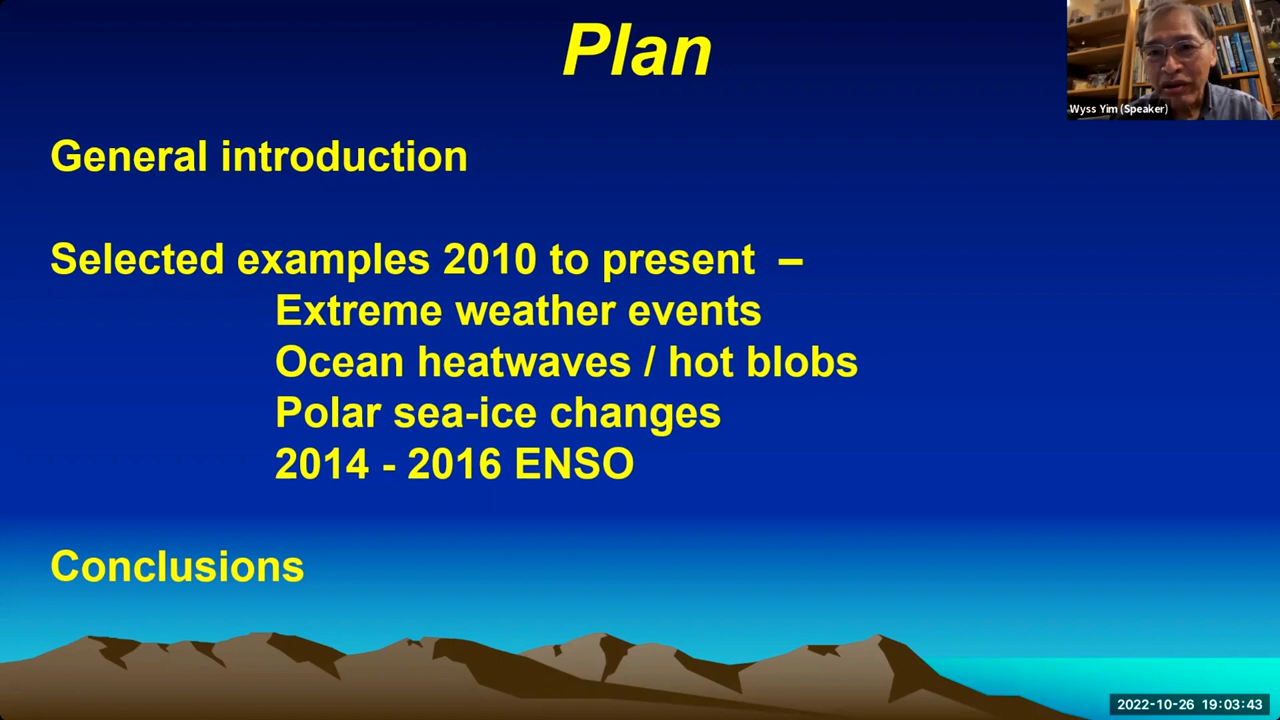 Plan
Wyss Yim (Speaker)
General introduction
Selected examples 2010 to present –
Extreme weather events
Ocean heatwaves / hot blobs
Polar sea-ice changes
2014 - 2016 ENSO
Conclusions
2022-10-26 19:03:43